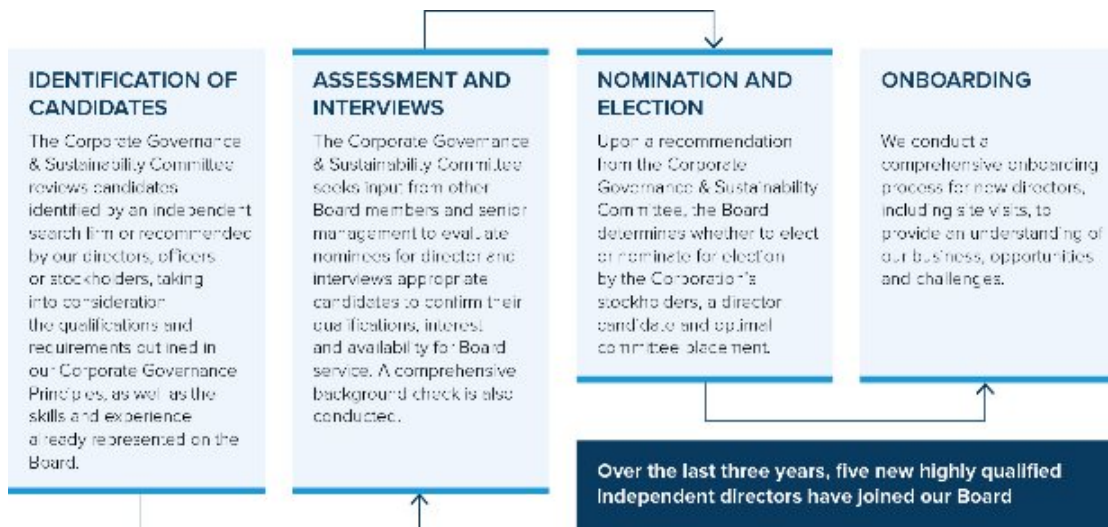 IDENTIFICATION OF
CANDIDATES
The Corporate Governance
& Sustainability Committee
reviews candidates
identified by an independent
search firm or recommended
by our directors, officers
or stockholders, taking
into consideration
the qualifications and
requirements outlined in
our Corporate Governance
Principles, as well as the
skills and experience
already represented on the
Board.
ASSESSMENT AND
INTERVIEWS
The Corporate Governance
& Sustainability Committee
seeks input from other
Board members and senior
management to evaluate
nominees for director and
interviews appropriate
candidates to confirm their
qualifications, interest
and availability for Board
service. A comprehensive
background check is also
conducted.
NOMINATION AND
ELECTION
Upon a recommendation
from the Corporate
Governance & Sustainability
Committee, the Board
determines whether to elect
or nominate for election
by the Corporation's
stockholders, a director
candidate and optimal
committee placement.
ONBOARDING
We conduct a
comprehensive onboarding
process for new directors,
including site visits, to
provide an understanding of
our business, opportunities
and challenges.
Over the last three years, five new highly qualified
independent directors have joined our Board